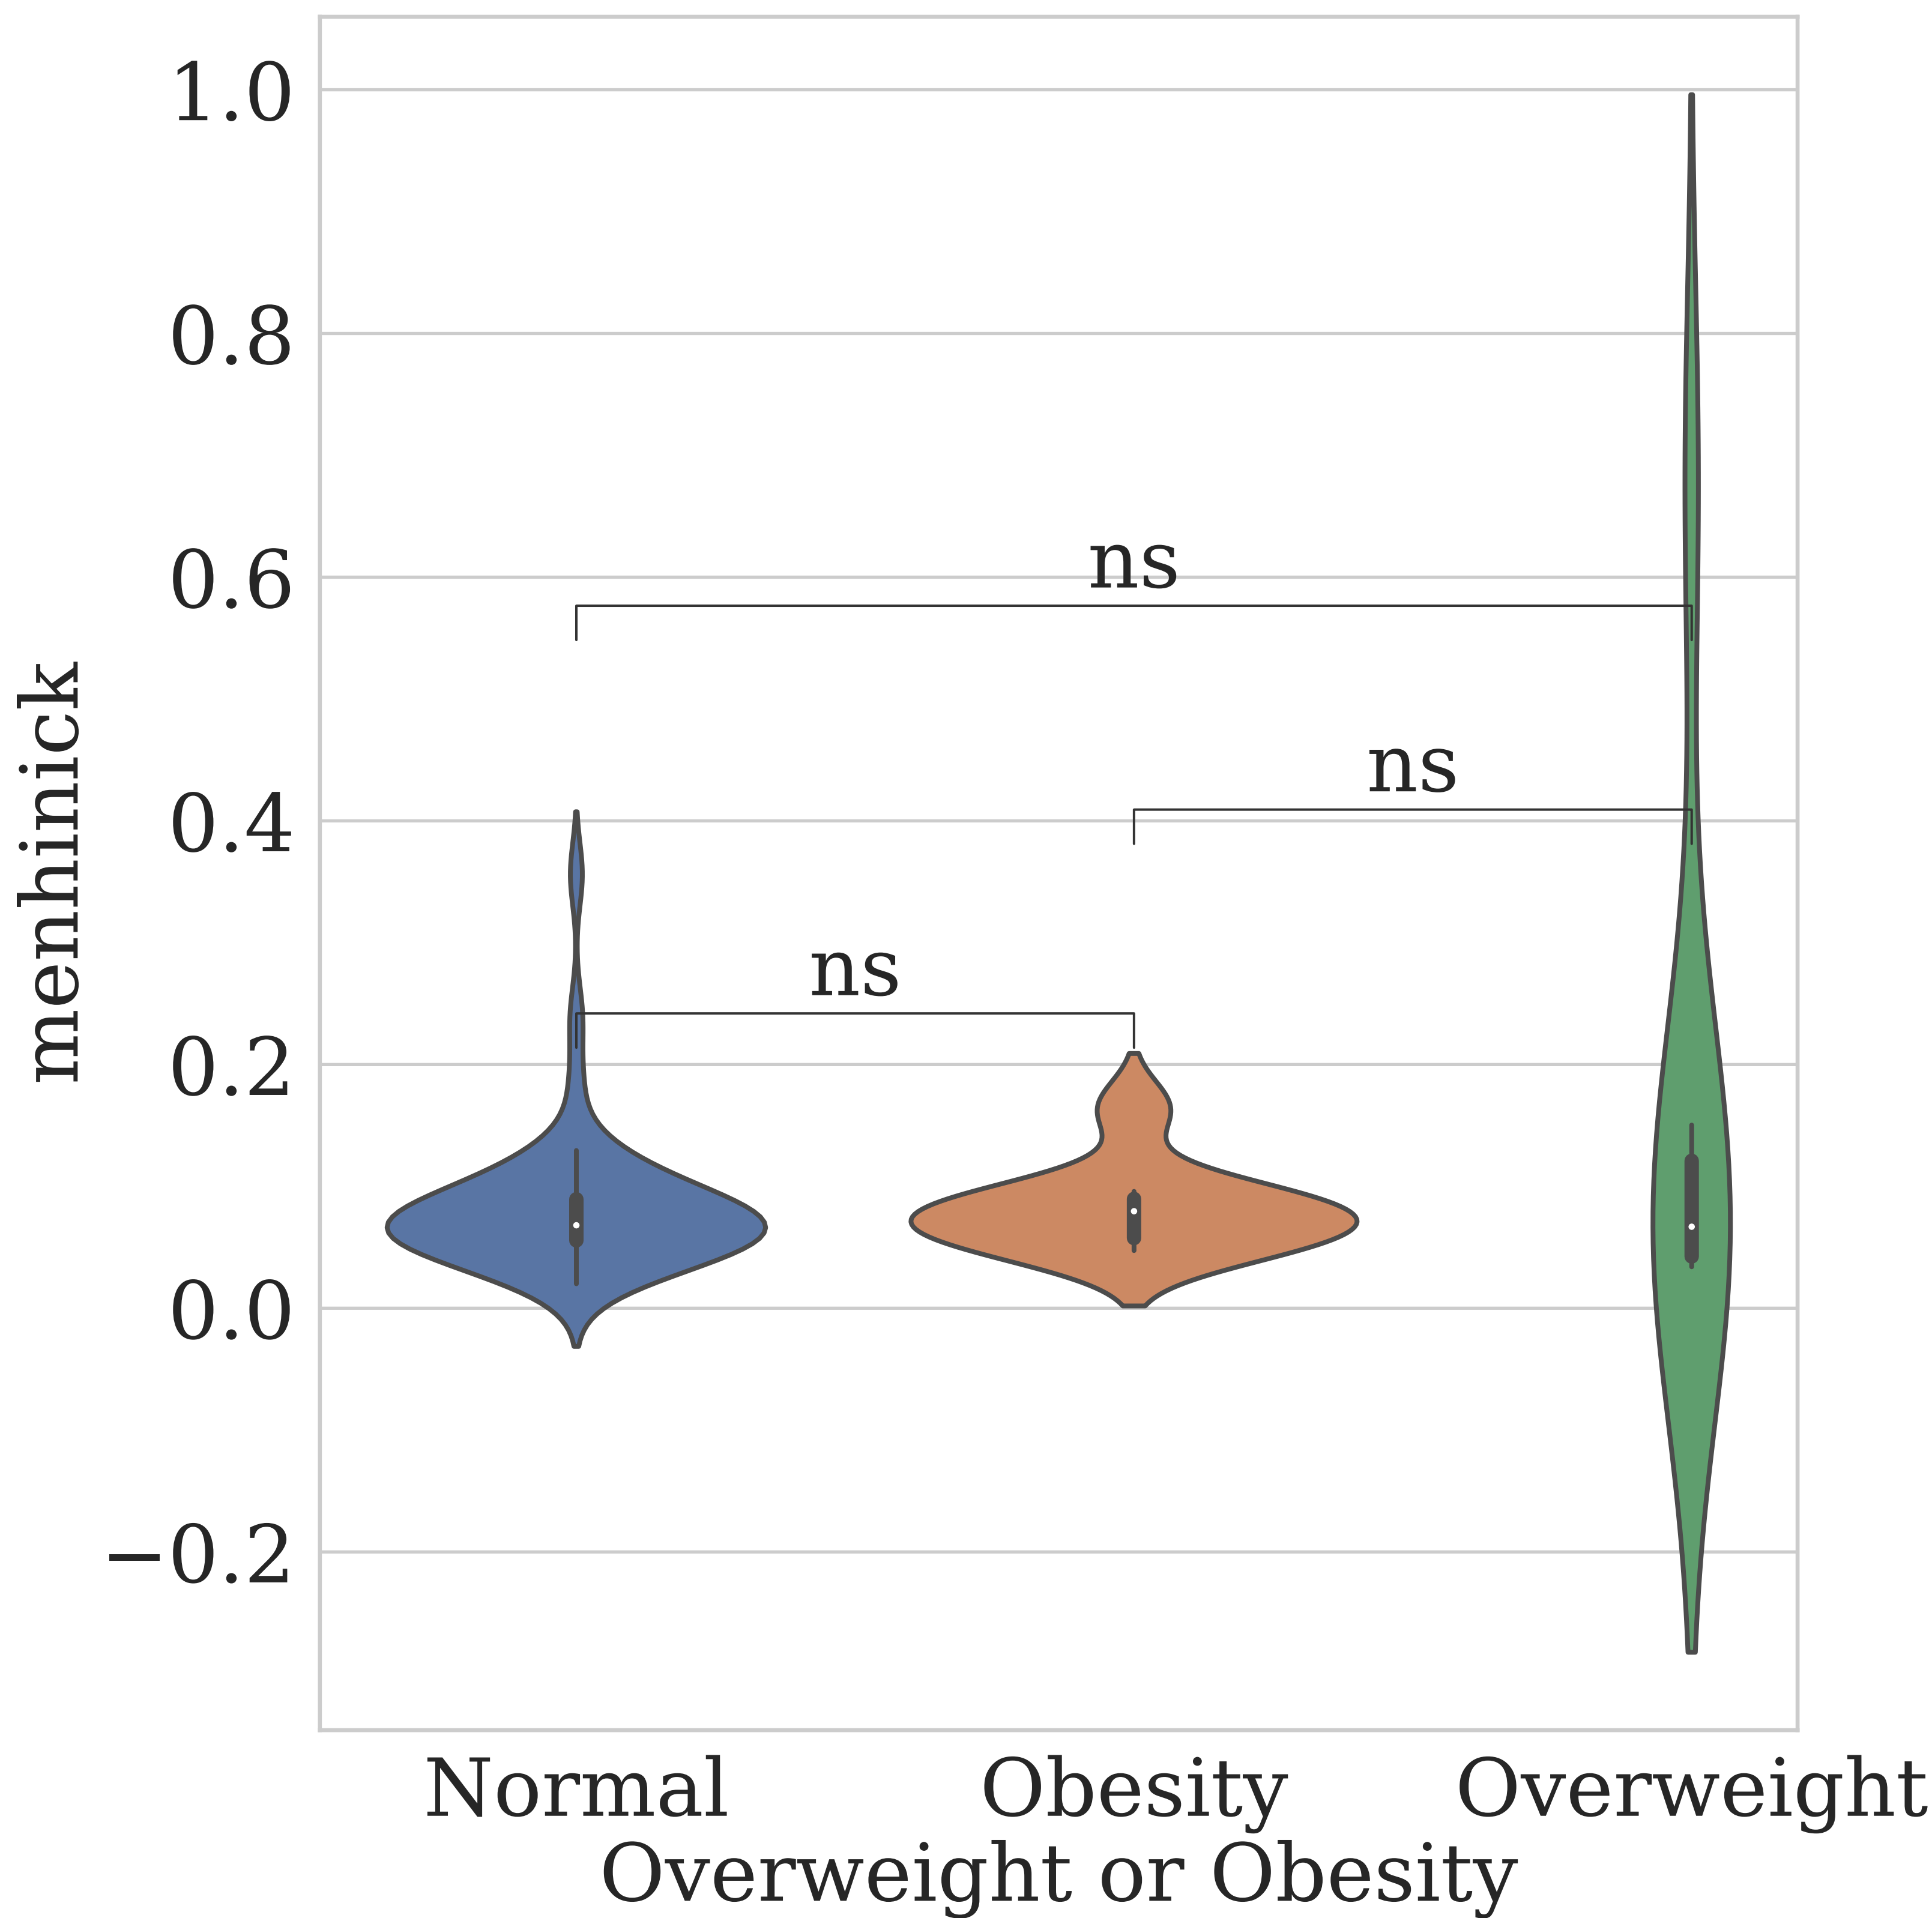 menhinick
1.0
0.8
0.6
0.4
0.2
0.0
−0.2
ns
ns
ns
Normal Obesity Overweight
Overweight or Obesity